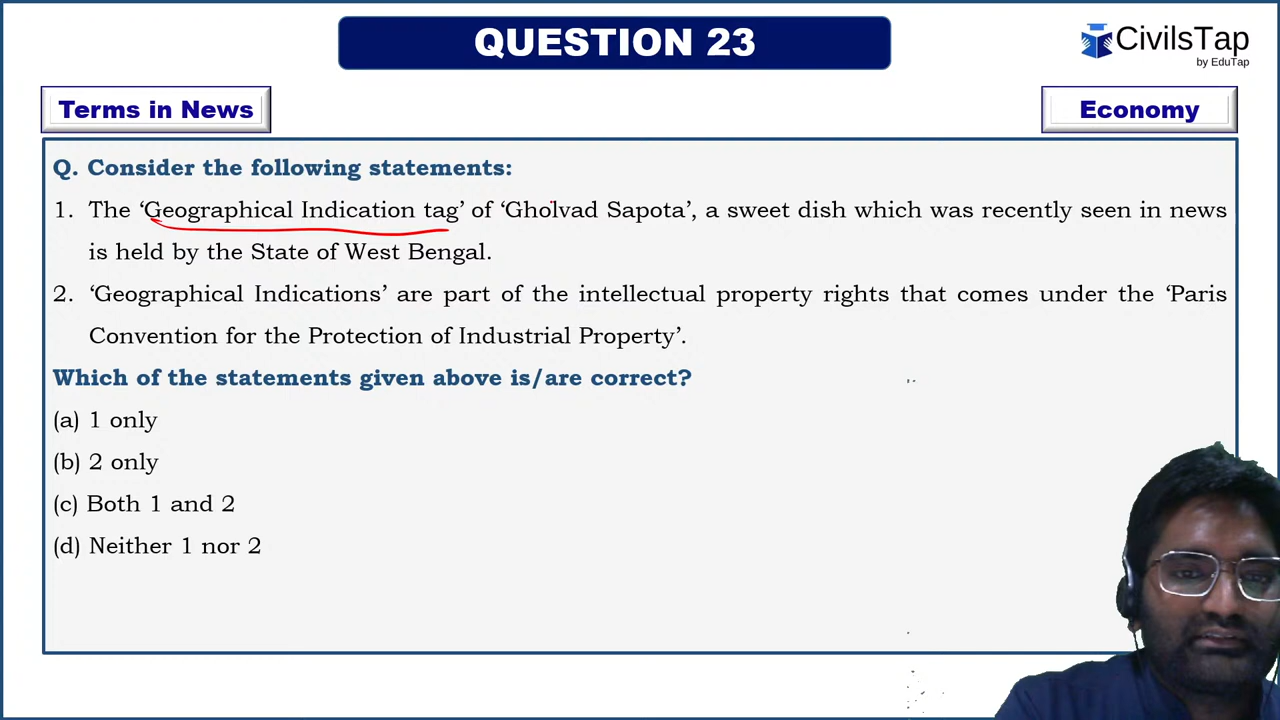 QUESTION 23
CivilsTap
by EduTap
Terms in News
Economy
Q. Consider the following statements:
1. The ‘Geographical Indication tag’ of ‘Gholvad Sapota’, a sweet dish which was recently seen in news
is held by the State of West Bengal.
2. ‘Geographical Indications’ are part of the intellectual property rights that comes under the ‘Paris
Convention for the Protection of Industrial Property’.
Which of the statements given above is/are correct?
(a) 1 only
(b) 2 only
(c) Both 1 and 2
(d) Neither 1 nor 2